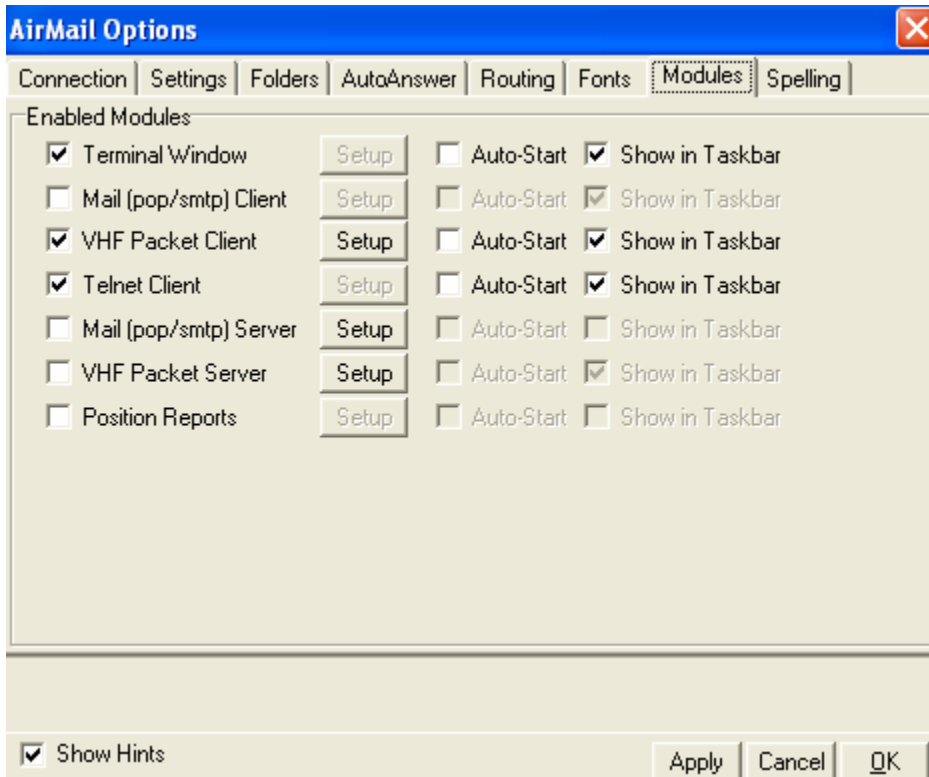 AirMail Options
Connection Settings Folders AutoAnswer Routing Fonts Modules Spelling
Enabled Modules
Terminal Window Setup Auto-Start Show in Taskbar
Mail (pop/smtp) Client Setup Auto-Start Show in Taskbar
VHF Packet Client Setup Auto-Start Show in Taskbar
Telnet Client Setup Auto-Start Show in Taskbar
Mail (pop/smtp) Server Setup Auto-Start Show in Taskbar
VHF Packet Server Setup Auto-Start Show in Taskbar
Position Reports Setup Auto-Start Show in Taskbar
Show Hints Apply Cancel OK